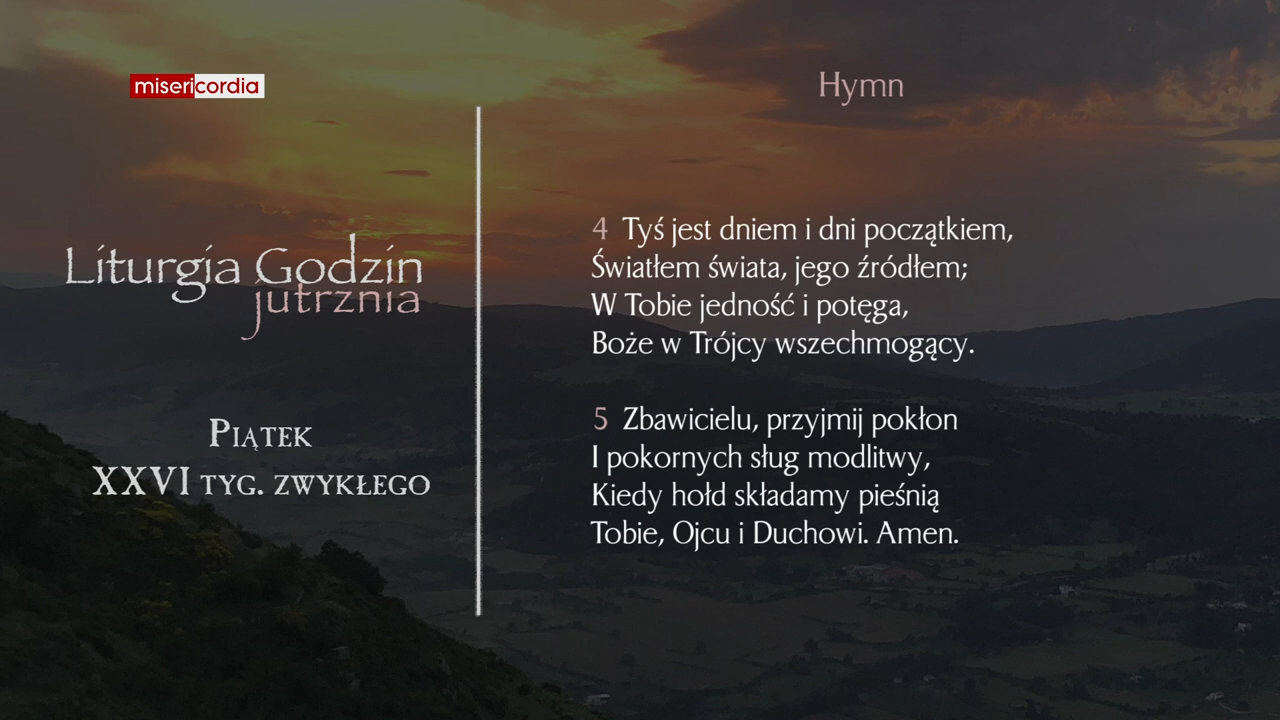 misericordia
Liturgia Godzin
jutrznia
Piątek
XXVI tyg. zwykłego
Hymn
4 Tyś jest dniem i dni początkiem,
Światłem świata, jego źródłem;
W Tobie jedność i potęga,
Boże w Trójcy wszechmogący.
5 Zbawicielu, przyjmij pokłon
I pokornych sług modlitwy,
Kiedy hołd składamy pieśnią
Tobie, Ojcu i Duchowi. Amen.